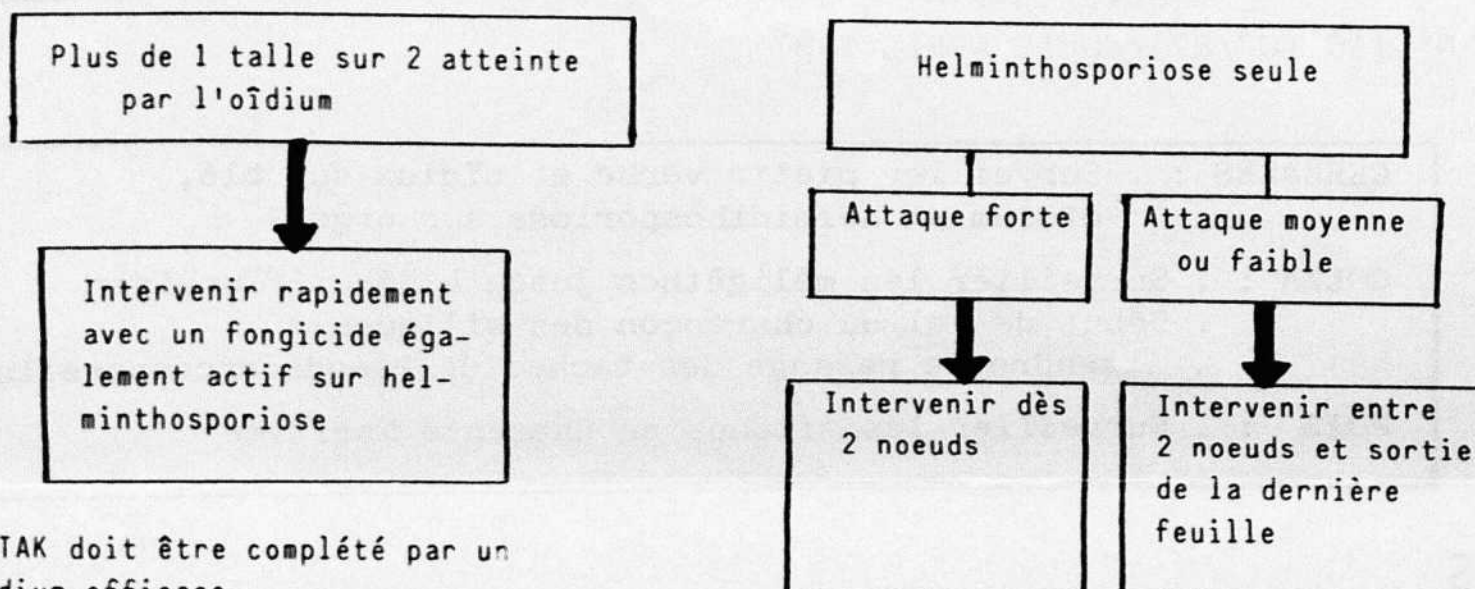 Plus de 1 talle sur 2 atteinte
par l'oîdium
Intervenir rapidement
avec un fongicide éga-
lement actif sur hel-
minthosporiose
TAK doit être complété par un
efficace
Helminthosporiose seule
Attaque forte
Attaque moyenne
ou faible
Intervenir dès
2 noeuds
Intervenir entre
2 noeuds et sortie
de la dernière
feuille